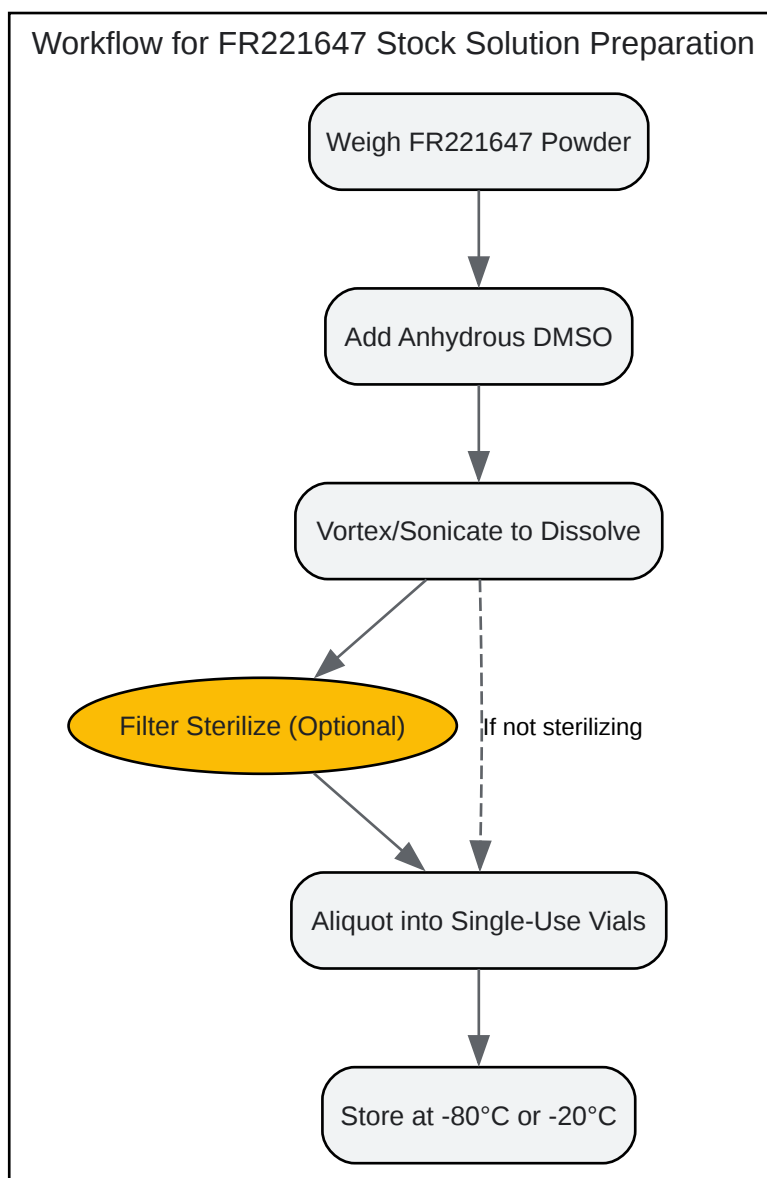 Workflow for FR221647 Stock Solution Preparation
Weigh FR221647 Powder
Add Anhydrous DMSO
Vortex/Sonicate to Dissolve
Filter Sterilize (Optional)
If not sterilizing
Aliquot into Single-Use Vials
Store at -80°C or -20°C